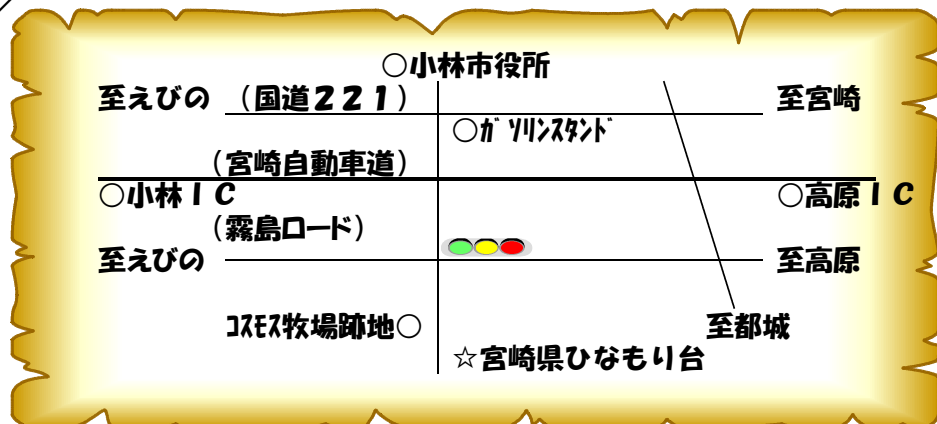 ○小林市役所
至えびの （国道２２１） 至宮崎
○ｶﾞｿﾘﾝｽﾀﾝﾄﾞ
（宮崎自動車道）
○小林ＩＣ ○高原ＩＣ
（霧島ロード）
至えびの 至高原
ｺｽﾓｽ牧場跡地○ 至都城
☆宮崎県ひなもり台